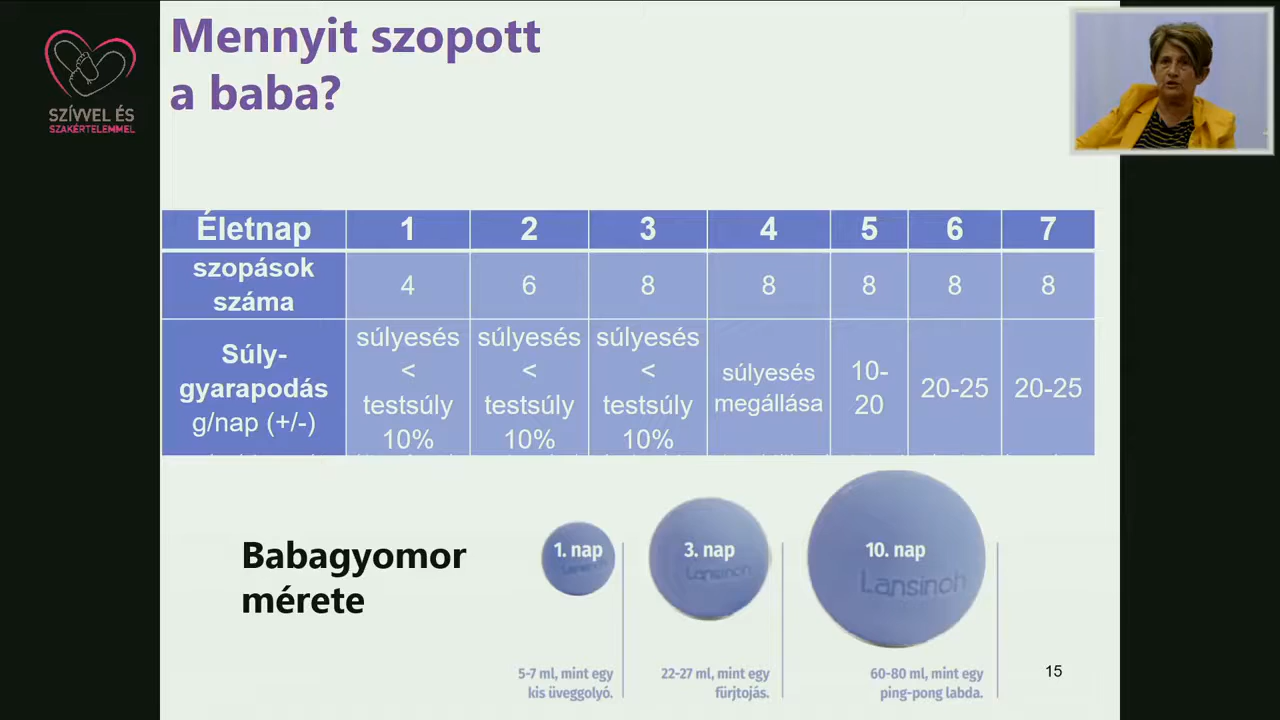 SZÍVVEL ÉS
SZAKÉRTELEMMEL
Mennyit szopott
a baba?
Életnap 1 2 3 4 5 6 7
szopások
száma
4 6 8 8 8 8 8
Súly-
gyarapodás
g/nap (+/-)
súlyesés
<
testsúly
10%
súlyesés
<
testsúly
10%
súlyesés
<
testsúly
10%
súlyesés
megállása
10-
20
20-25
20-25
Babagyomor
mérete
1. nap
Lansinoh
5-7 ml, mint egy
kis üveggolyó.
3. nap
Lansinoh
22-27 ml, mint egy
fürjtojás.
10. nap
Lansinoh
60-80 ml, mint egy
ping-pong labda.
15